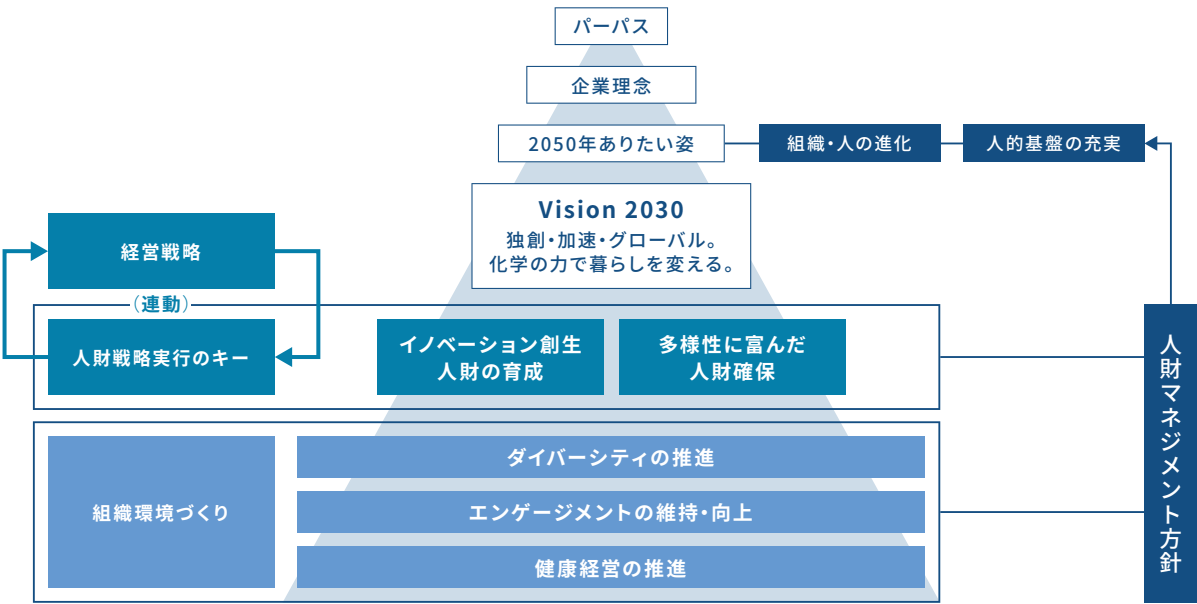 パーパス
企業理念
2050年ありたい姿
組織・人の進化
人的基盤の充実
Vision 2030
独創・加速・グローバル。
化学の力で暮らしを変える。
経営戦略
（連動）
人財戦略実行のキー
イノベーション創生
人財の育成
多様性に富んだ
人財確保
人財マネジメント方針
組織環境づくり
ダイバーシティの推進
エンゲージメントの維持・向上
健康経営の推進